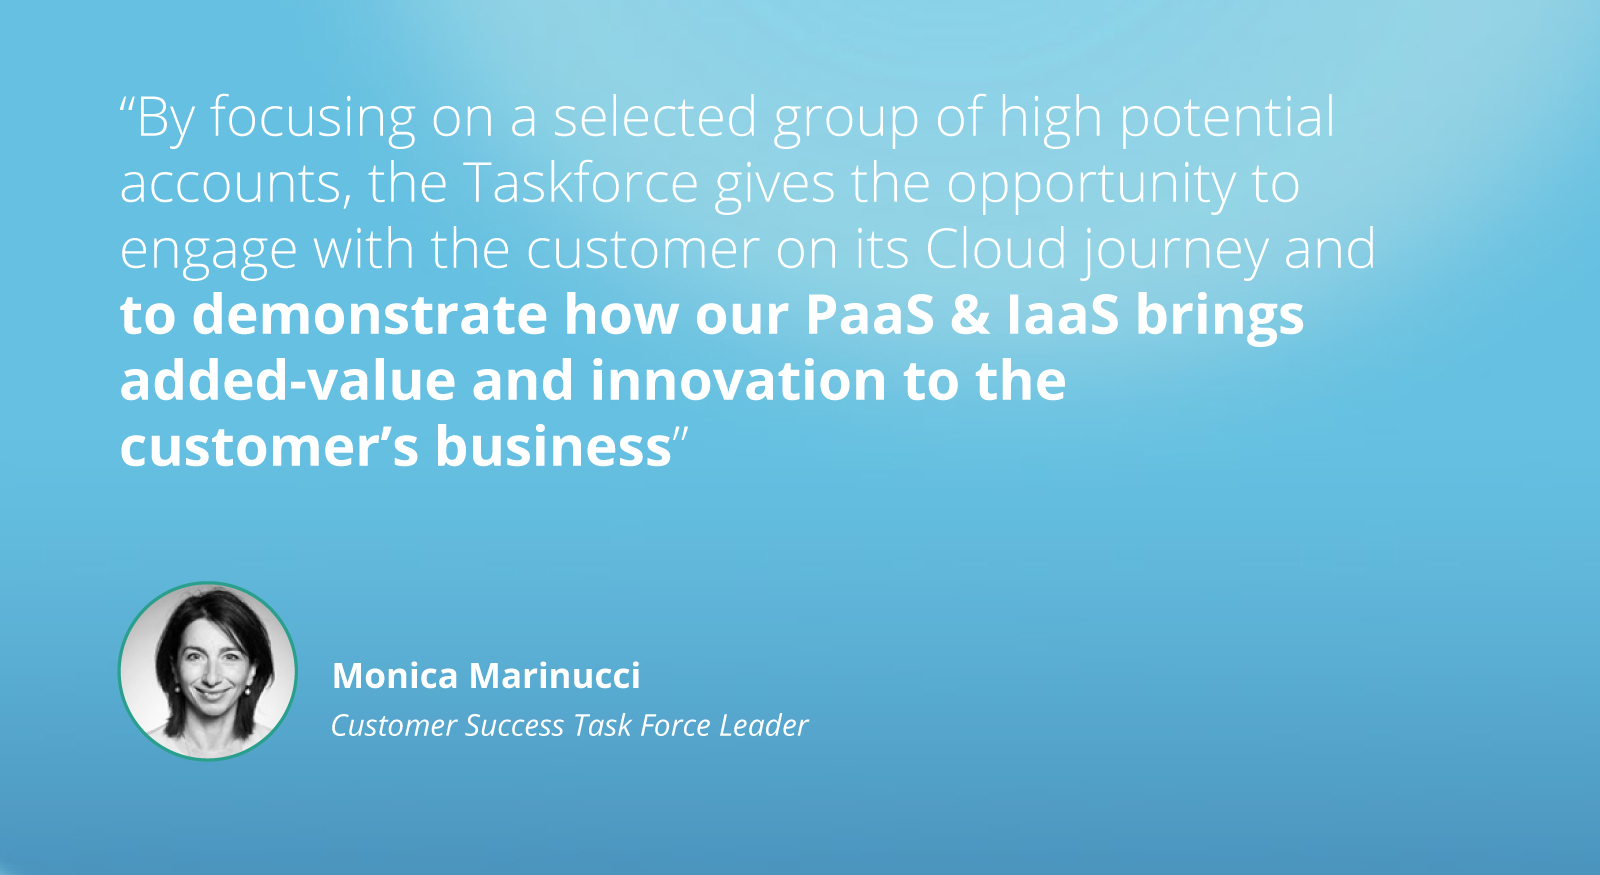 “By focusing on a selected group of high potential
accounts, the Taskforce gives the opportunity to
engage with the customer on its Cloud journey and
to demonstrate how our PaaS & IaaS brings
added-value and innovation to the
customer’s business”
Monica Marinucci
Customer Success Task Force Leader